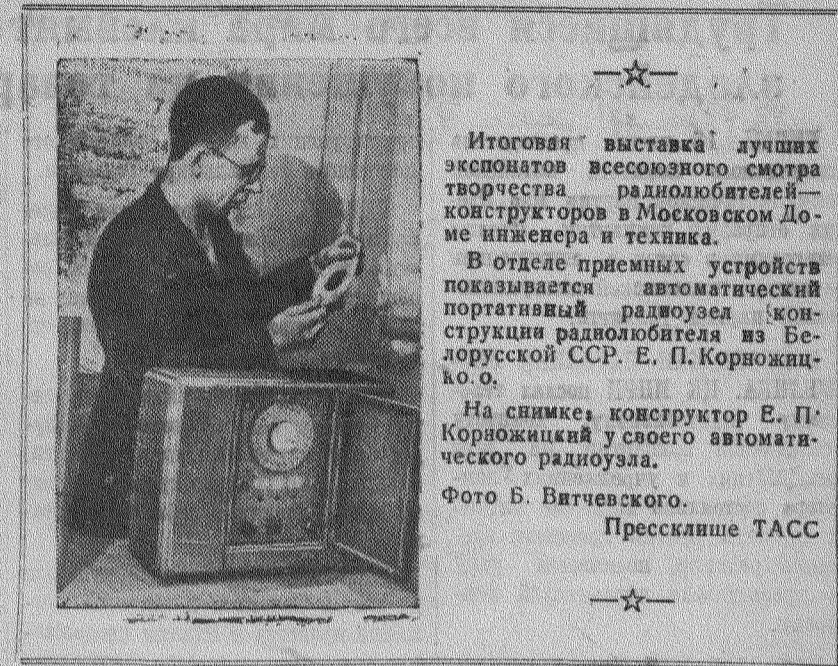 Итоговая выставка лучших
экспонатов всесоюзного смотра
творчества радиолюбителей—
конструкторов в Московском До-
ме инженера и техника.
В отделе приемных устройств
показывается автоматический
портативный радиоузел кон-
струкции радиолюбителя из Бе-
лорусской ССР. Е. П. Корножиц-
ко.о.
На снимке: конструктор Е. П.
Корножицкий у своего автомати-
ческого радиоузла.
Фото Б. Витчевского.
Прессклише ТАСС